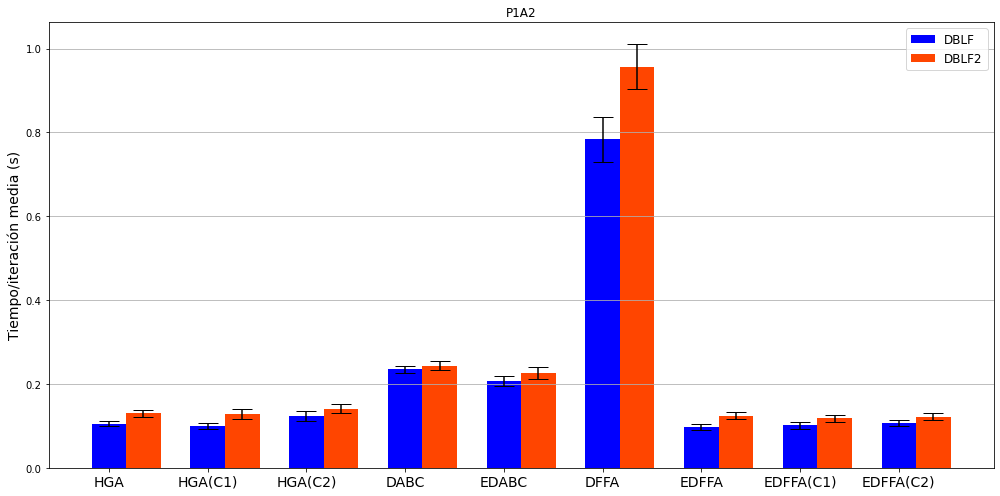 P1A2
DBLF
DBLF2
Tiempo/iteración media (s)
1.0
0.8
0.6
0.4
0.2
0.0
HGA HGA(C1) HGA(C2) DABC EDABC DFFA EDFFA EDFFA(C1) EDFFA(C2)